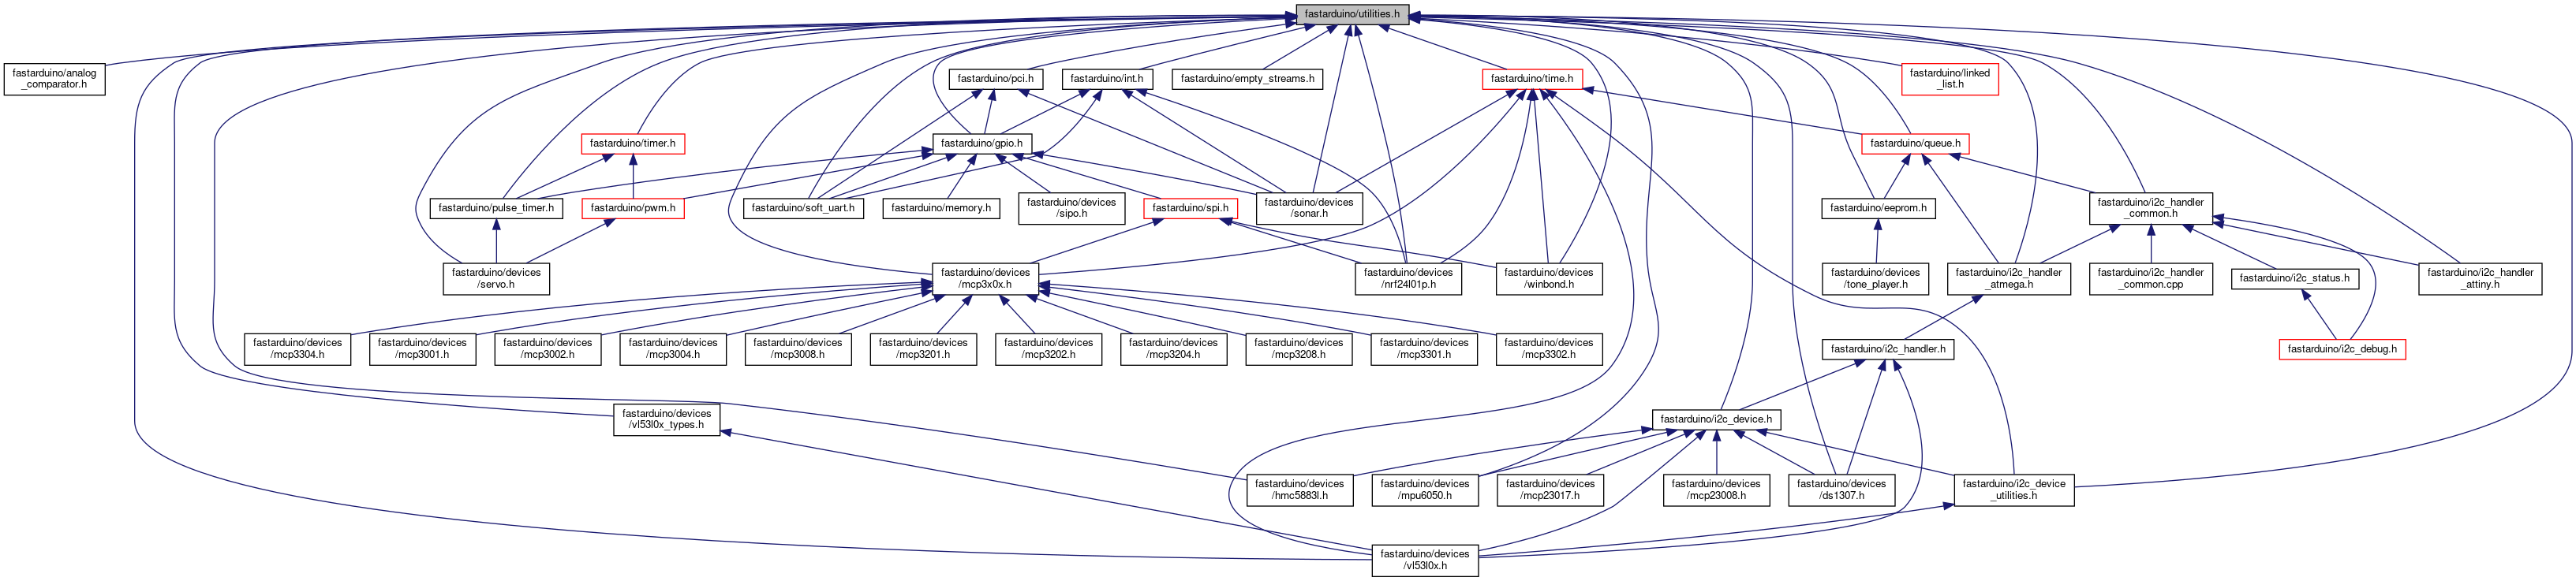 fastarduino/utilities.h
fastarduino/analog
_comparator.h
fastarduino/pci.h
fastarduino/int.h
fastarduino/empty_streams.h
fastarduino/time.h
fastarduino/linked
_list.h
fastarduino/timer.h
fastarduino/gpio.h
fastarduino/queue.h
fastarduino/pulse_timer.h
fastarduino/pwm.h
fastarduino/soft_uart.h
fastarduino/memory.h
fastarduino/devices
/sipo.h
fastarduino/spi.h
fastarduino/devices
/sonar.h
fastarduino/eeprom.h
fastarduino/i2c_handler
_common.h
fastarduino/devices
/servo.h
fastarduino/devices
/mcp3x0x.h
fastarduino/devices
/nrf24l01p.h
fastarduino/devices
/winbond.h
fastarduino/devices
/tone_player.h
fastarduino/i2c_handler
_atmega.h
fastarduino/i2c_handler
_common.cpp
fastarduino/i2c_status.h
fastarduino/i2c_handler
_attiny.h
fastarduino/devices
/mcp3304.h
fastarduino/devices
/mcp3001.h
fastarduino/devices
/mcp3002.h
fastarduino/devices
/mcp3004.h
fastarduino/devices
/mcp3008.h
fastarduino/devices
/mcp3201.h
fastarduino/devices
/mcp3202.h
fastarduino/devices
/mcp3204.h
fastarduino/devices
/mcp3208.h
fastarduino/devices
/mcp3301.h
fastarduino/devices
/mcp3302.h
fastarduino/i2c_handler.h
fastarduino/i2c_debug.h
fastarduino/devices
/vl53l0x_types.h
fastarduino/i2c_device.h
fastarduino/devices
/hmc5883l.h
fastarduino/devices
/mpu6050.h
fastarduino/devices
/mcp23017.h
fastarduino/devices
/mcp23008.h
fastarduino/devices
/ds1307.h
fastarduino/i2c_device
_utilities.h
fastarduino/devices
/vl53l0x.h